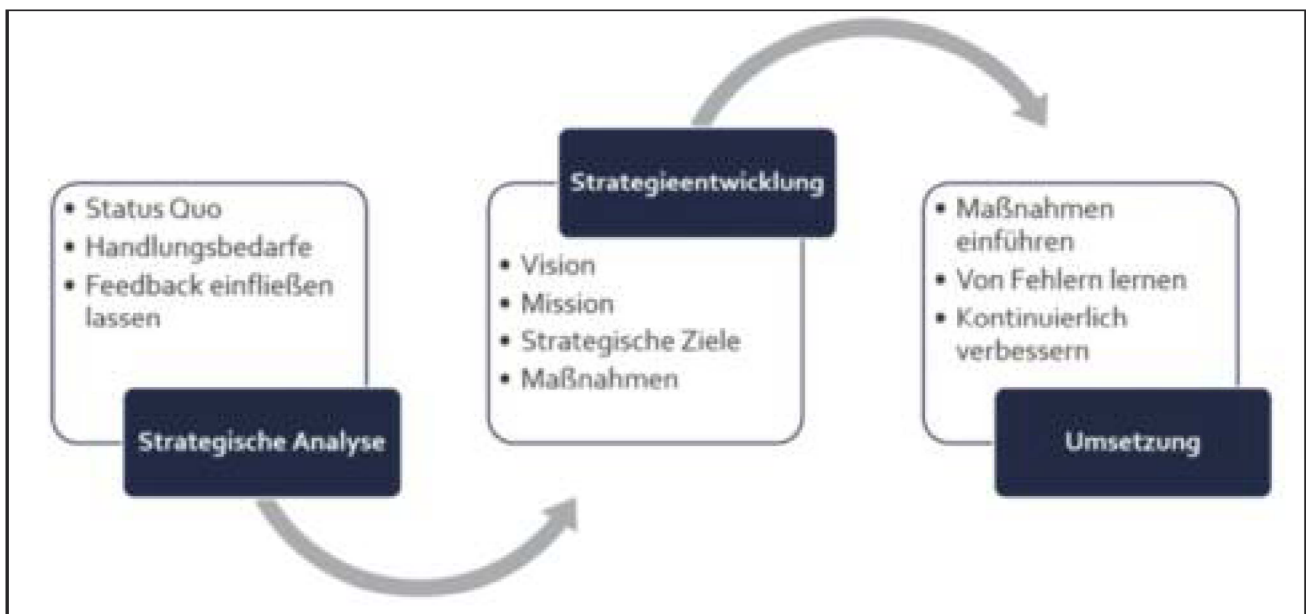 • Status Quo
• Handlungsbedarfe
• Feedback einfließen
lassen
Strategische Analyse
Strategieentwicklung
• Vision
• Mission
• Strategische Ziele
• Maßnahmen
• Maßnahmen
einführen
• Von Fehlern lernen
• Kontinuierlich
verbessern
Umsetzung